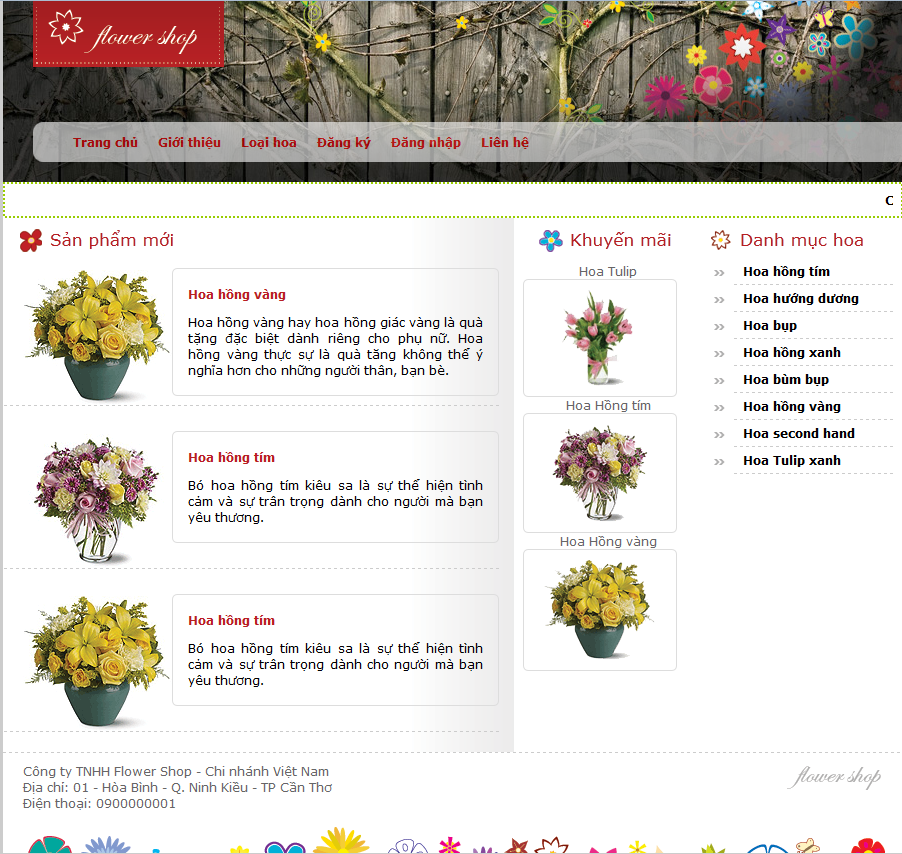 flower shop
Trang chủ Giới thiệu Loại hoa Đăng ký Đăng nhập Liên hệ
C
Sản phẩm mới
Hoa hồng vàng
Hoa hồng vàng hay hoa hồng giác vàng là quà
tặng đặc biệt dành riêng cho phụ nữ. Hoa
hồng vàng thực sự là quà tăng không thể ý
nghĩa hơn cho những người thân, bạn bè.
Hoa hồng tím
Bó hoa hồng tím kiêu sa là sự thể hiện tình
cảm và sự trân trọng dành cho người mà bạn
yêu thương.
Hoa hồng tím
Bó hoa hồng tím kiêu sa là sự thể hiện tình
cảm và sự trân trọng dành cho người mà bạn
yêu thương.
Khuyến mãi
Hoa Tulip
Hoa Hồng tím
Hoa Hồng vàng
Danh mục hoa
Hoa hồng tím
Hoa hướng dương
Hoa bụp
Hoa hồng xanh
Hoa bùm bụp
Hoa hồng vàng
Hoa second hand
Hoa Tulip xanh
Công ty TNHH Flower Shop - Chi nhánh Việt Nam
Địa chỉ: 01 - Hòa Bình - Q. Ninh Kiều - TP Cần Thơ
Điện thoại: 0900000001
flower shop